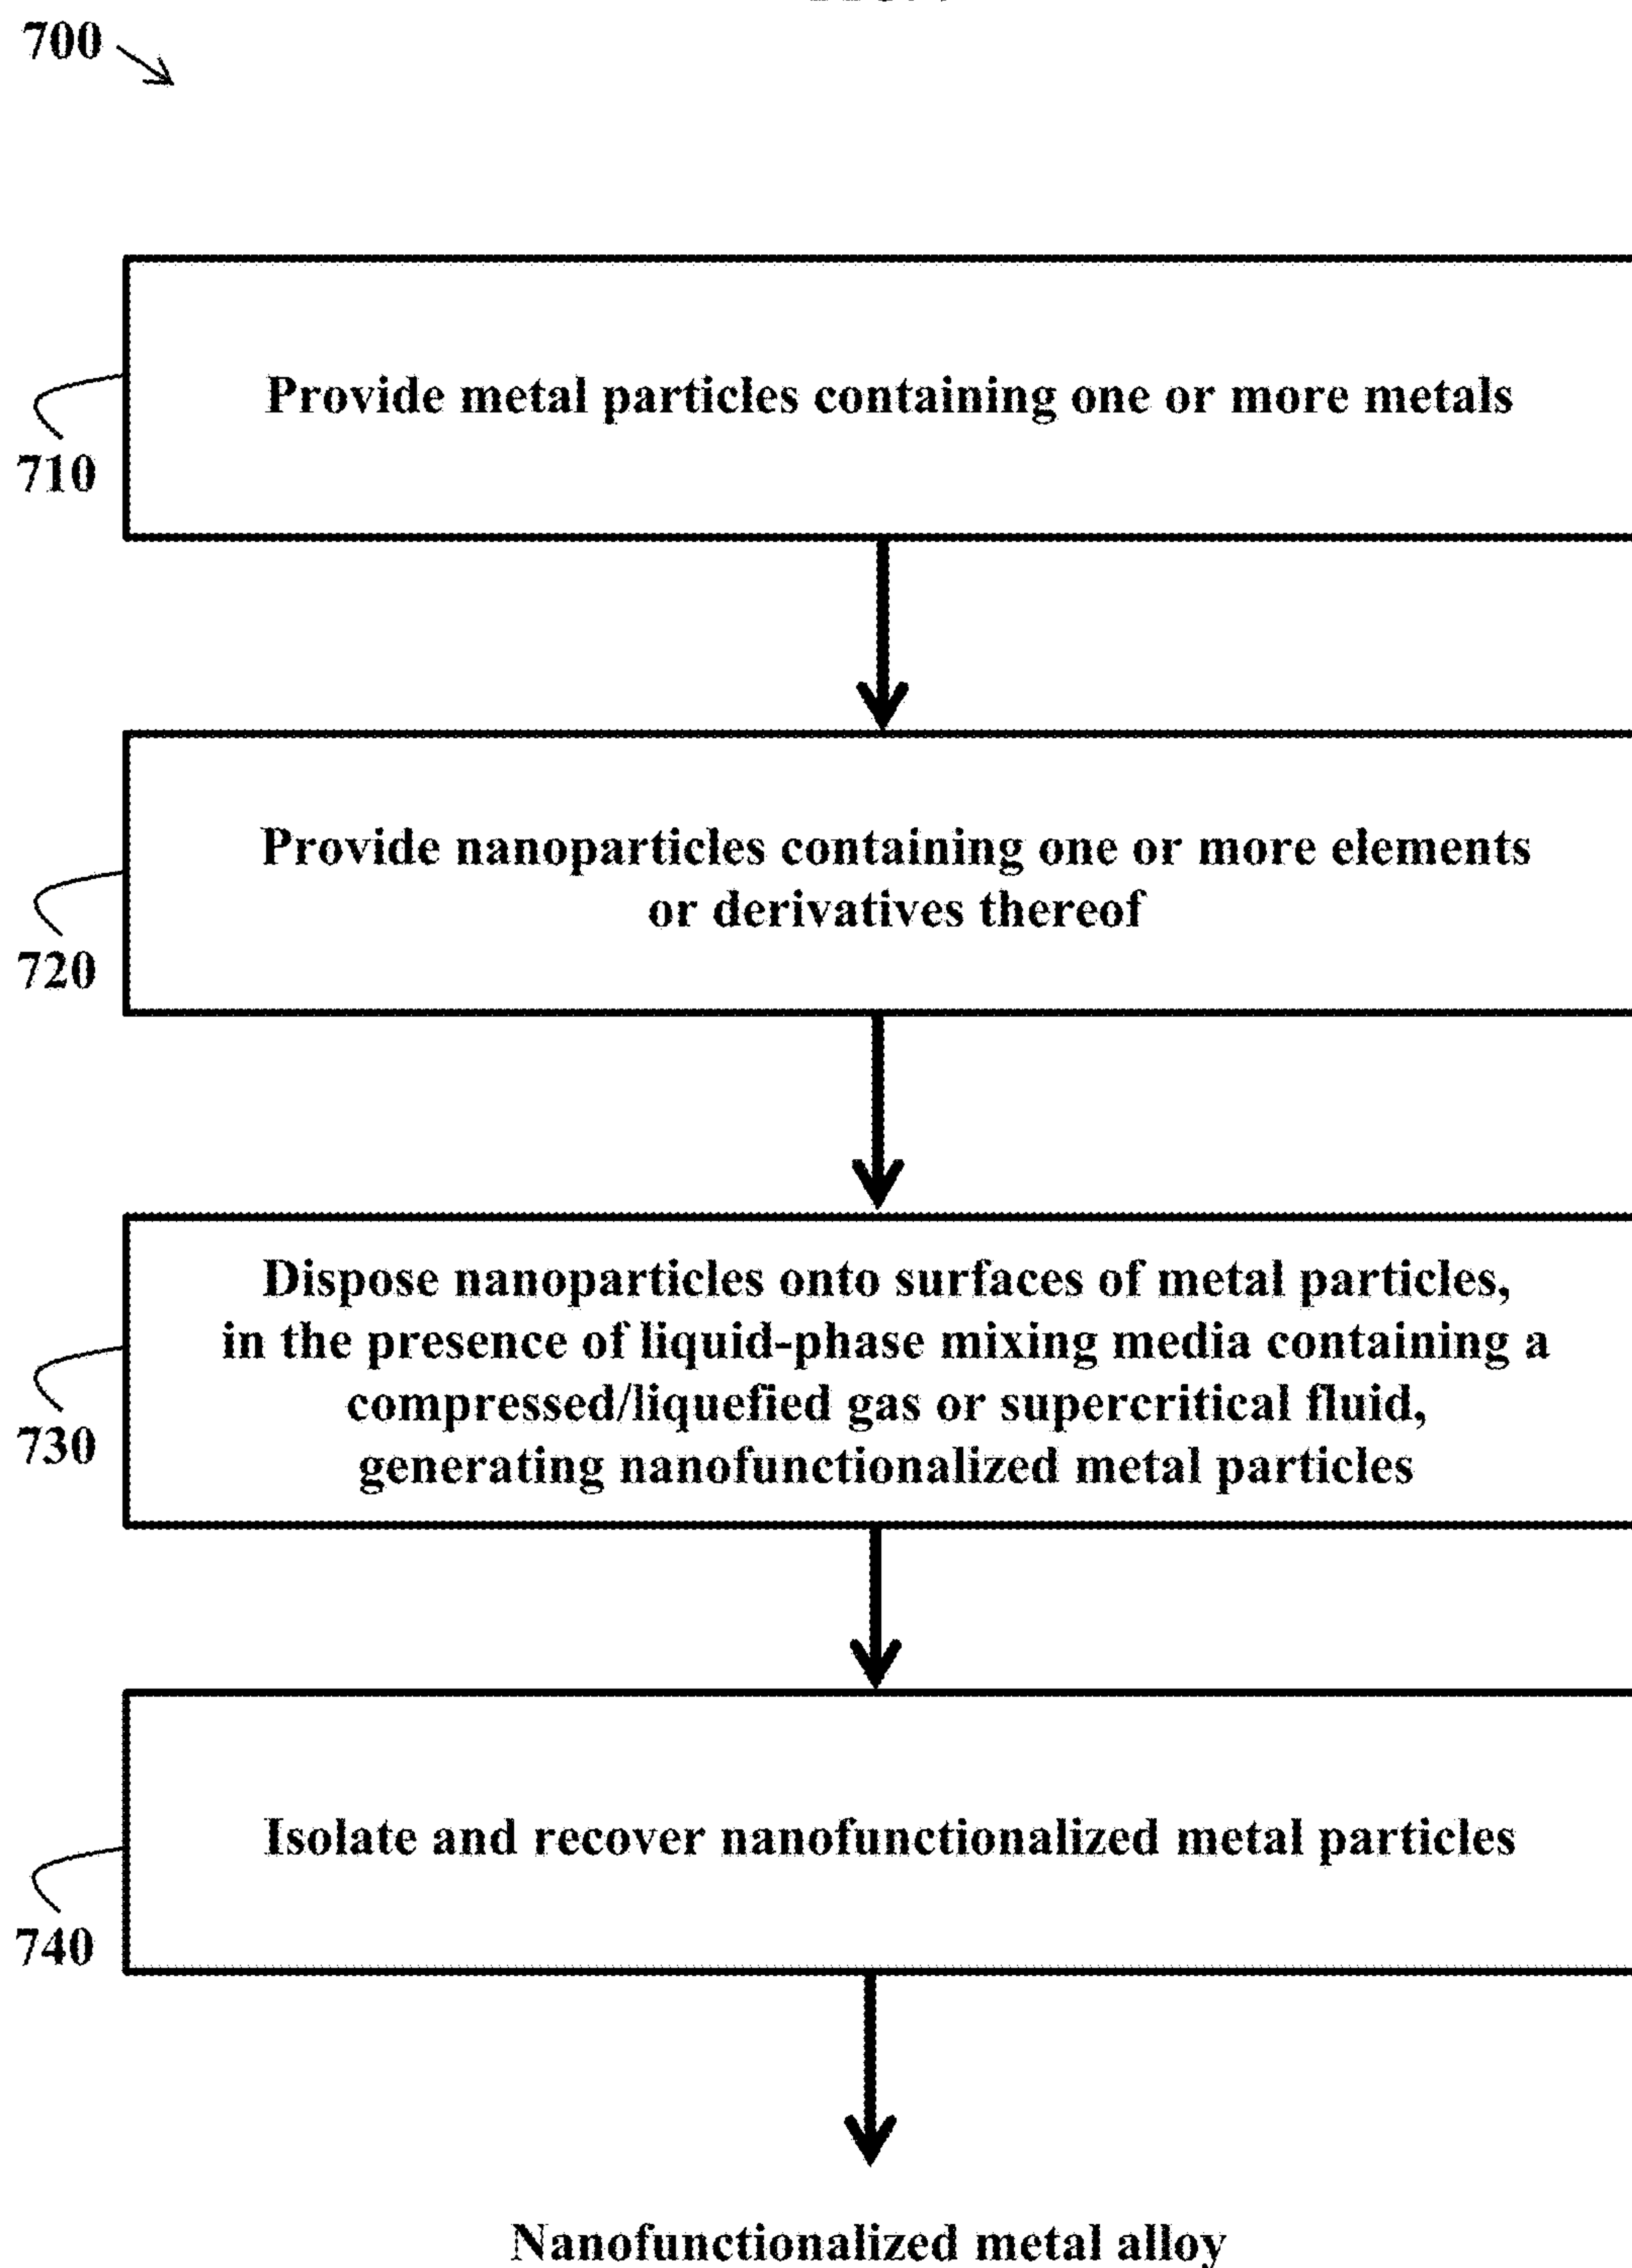 700
Provide metal particles containing one or more metals
710
Provide nanoparticles containing one or more elements
or derivatives thereof
720
Dispose nanoparticles onto surfaces of metal particles,
in the presence of liquid-phase mixing media containing a
compressed/liquefied gas or supercritical fluid,
generating nanofunctionalized metal particles
730
Isolate and recover nanofunctionalized metal particles
740
Nanofunctionalized metal alloy